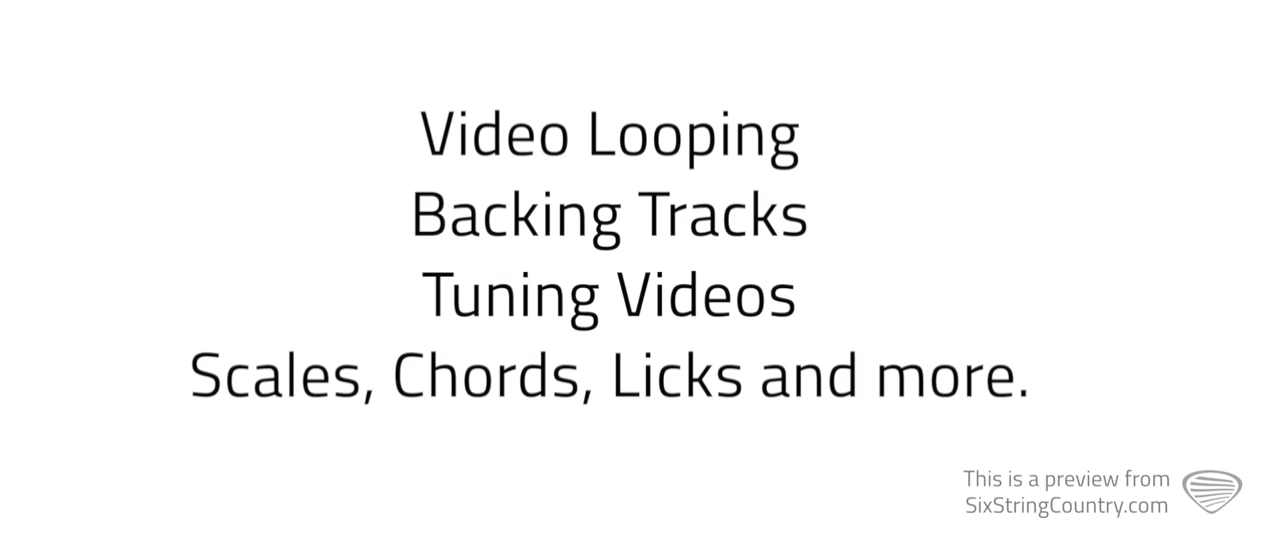 Video Looping
Backing Tracks
Tuning Videos
Scales, Chords, Licks and more.
This is a preview from
SixStringCountry.com